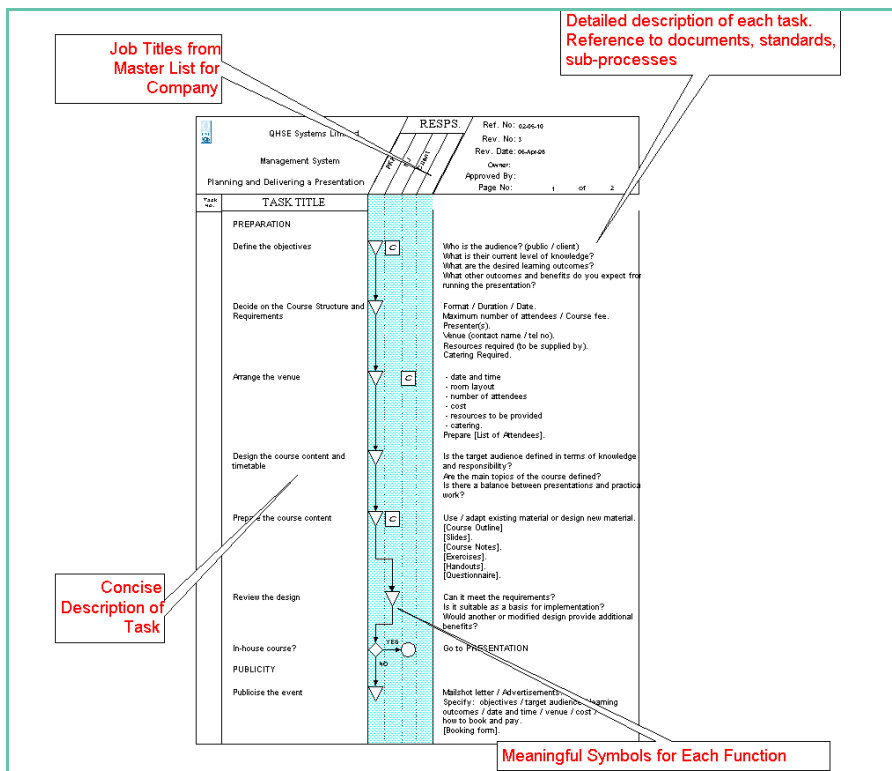 Job Titles from
Master List for
Company
Detailed description of each task.
Reference to documents, standards,
sub-processes
QHSE Systems Limited
Management System
Planning and Delivering a Presentation
RESPS.
Client
Ref. No: 02-05-10
Rev. No: 3
Rev. Date: 06-Apr-98
Owner:
Approved By:
Page No: 1 of 2
Task
no.
TASK TITLE
PREPARATION
Define the objectives
C
Who is the audience? (public / client)
What is their current level of knowledge?
What are the desired learning outcomes?
What other outcomes and benefits do you expect from
running the presentation?
Decide on the Course Structure and
Requirements
Format / Duration / Date.
Maximum number of attendees / Course fee.
Presenter(s).
Venue (contact name / tel no).
Resources required (to be supplied by).
Catering Required.
Arrange the venue
C
- date and time
- room layout
- number of attendees
- cost
- resources to be provided
- catering.
Prepare [List of Attendees].
Design the course content and
timetable
Is the target audience defined in terms of knowledge
and responsibility?
Are the main topics of the course defined?
Is there a balance between presentations and practica
work?
Prepare the course content
C
Use / adapt existing material or design new material.
[Course Outline]
[Slides].
[Course Notes].
[Exercises].
[Handouts].
[Questionnaire].
Concise
Description of
Task
Review the design
Can it meet the requirements?
Is it suitable as a basis for implementation?
Would another or modified design provide additional
benefits?
In-house course?
YES
NO
Go to PRESENTATION
PUBLICITY
Publicise the event
Mailshot letter / Advertisements.
Specify: objectives / target audience / learning
outcomes / date and time / venue / cost /
how to book and pay.
[Booking form].
Meaningful Symbols for Each Function